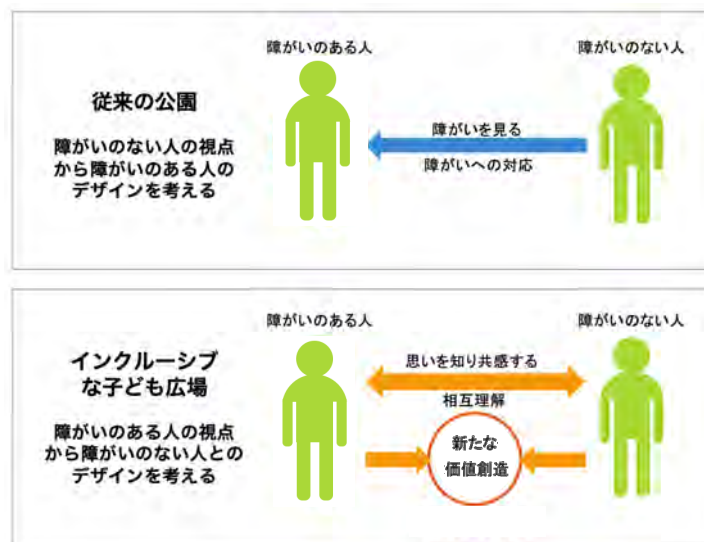 障がいのある人
障がいのない人
従来の公園
障がいのない人の視点
から障がいのある人の
デザインを考える
障がいを見る
障がいへの対応
障がいのある人
障がいのない人
インクルーシブ
な子ども広場
障がいのある人の視点
から障がいのない人との
デザインを考える
思いを知り共感する
相互理解
新たな
価値創造